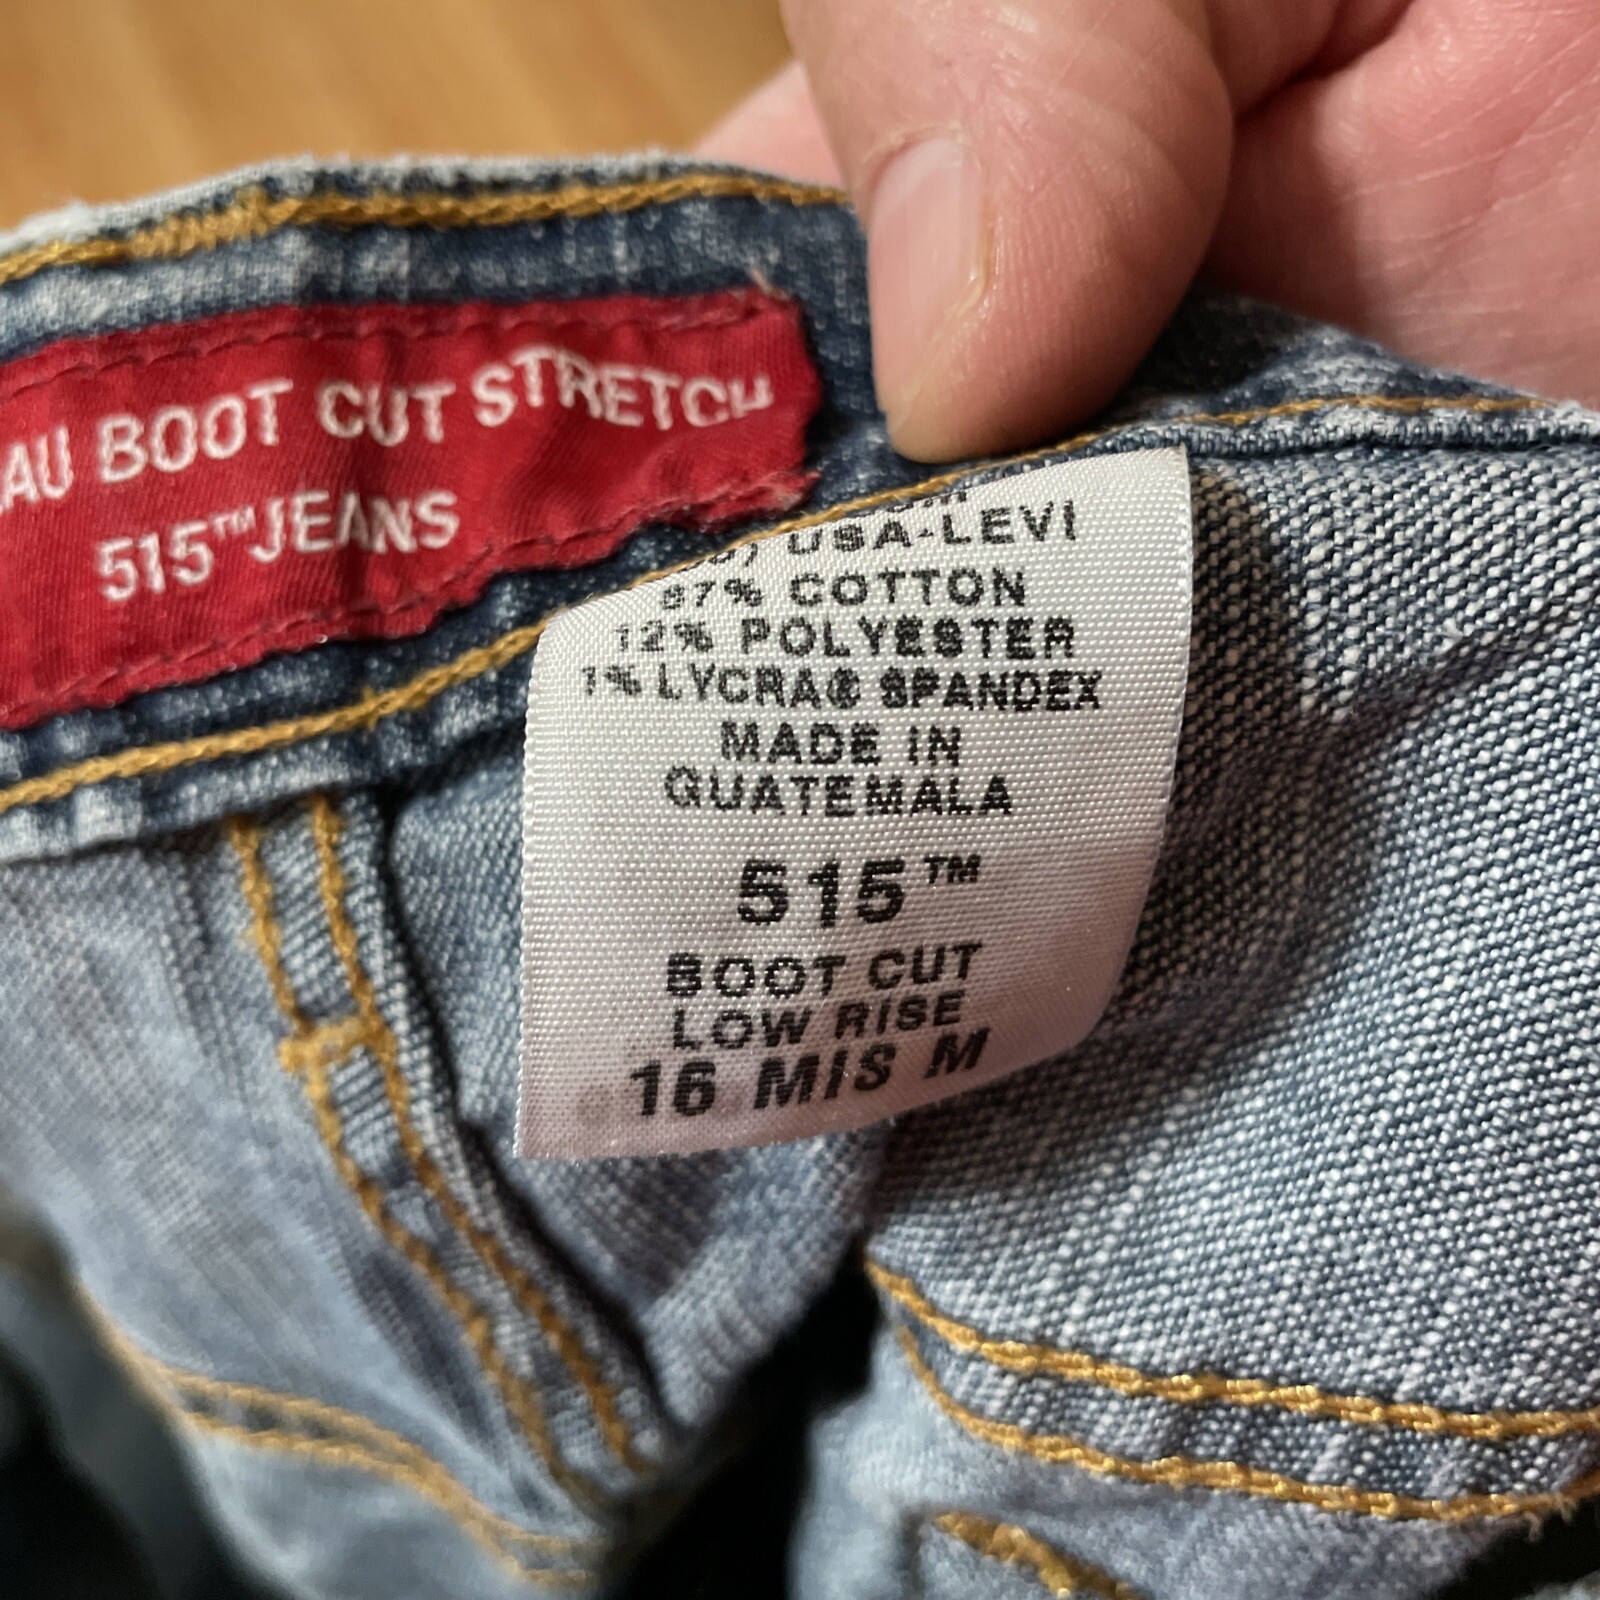 BOOT CUT STRETCH
515™ JEANS
USA-LEVI
87% COTTON
12% POLYESTER
1% LYCRA® SPANDEX
MADE IN
GUATEMALA
515™
BOOT CUT
LOW RISE
16 MIS M